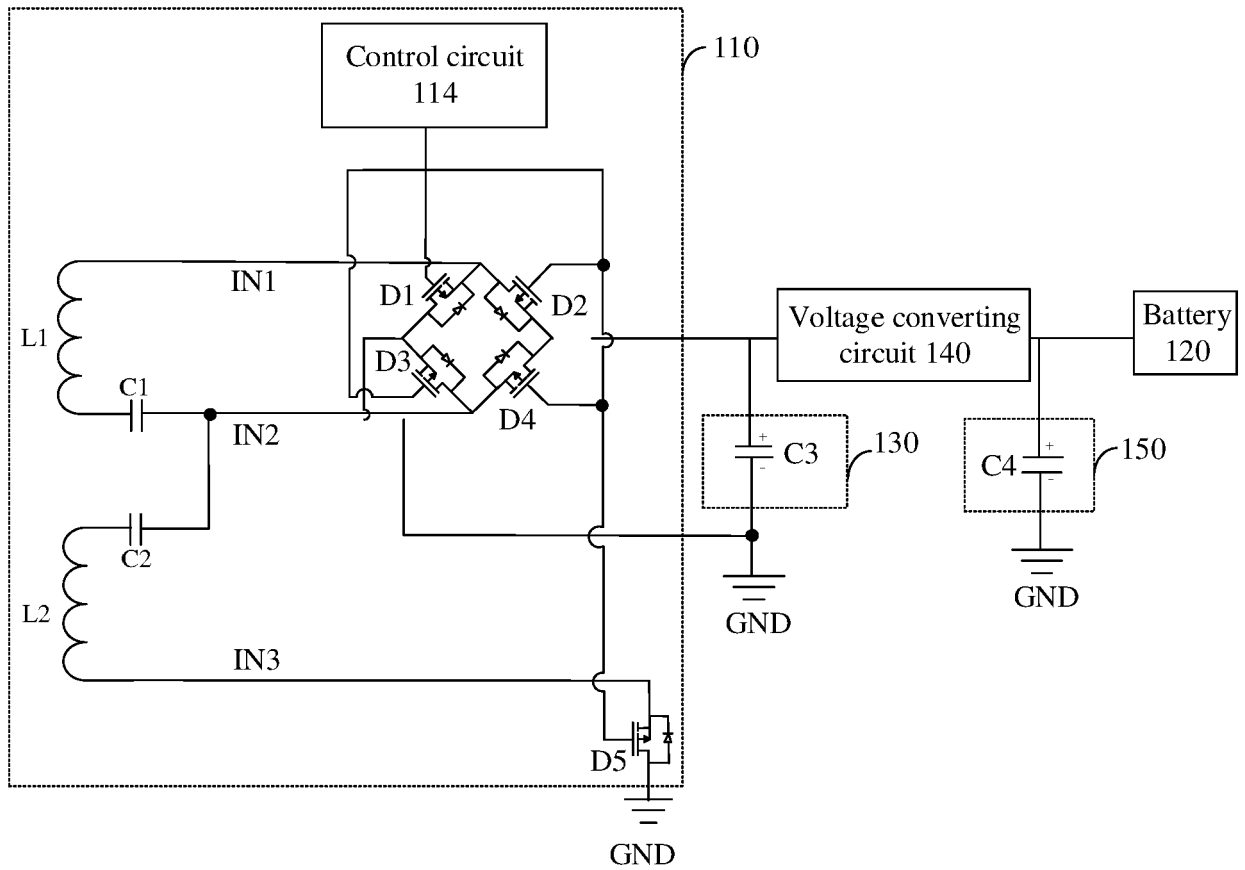 110
Control circuit
114
IN1
D1
D2
L1
Voltage converting
circuit 140
Battery
120
D3
C1
D4
IN2
+
C3
-
130
+
C4
-
150
C2
GND
GND
L2
IN3
D5
GND